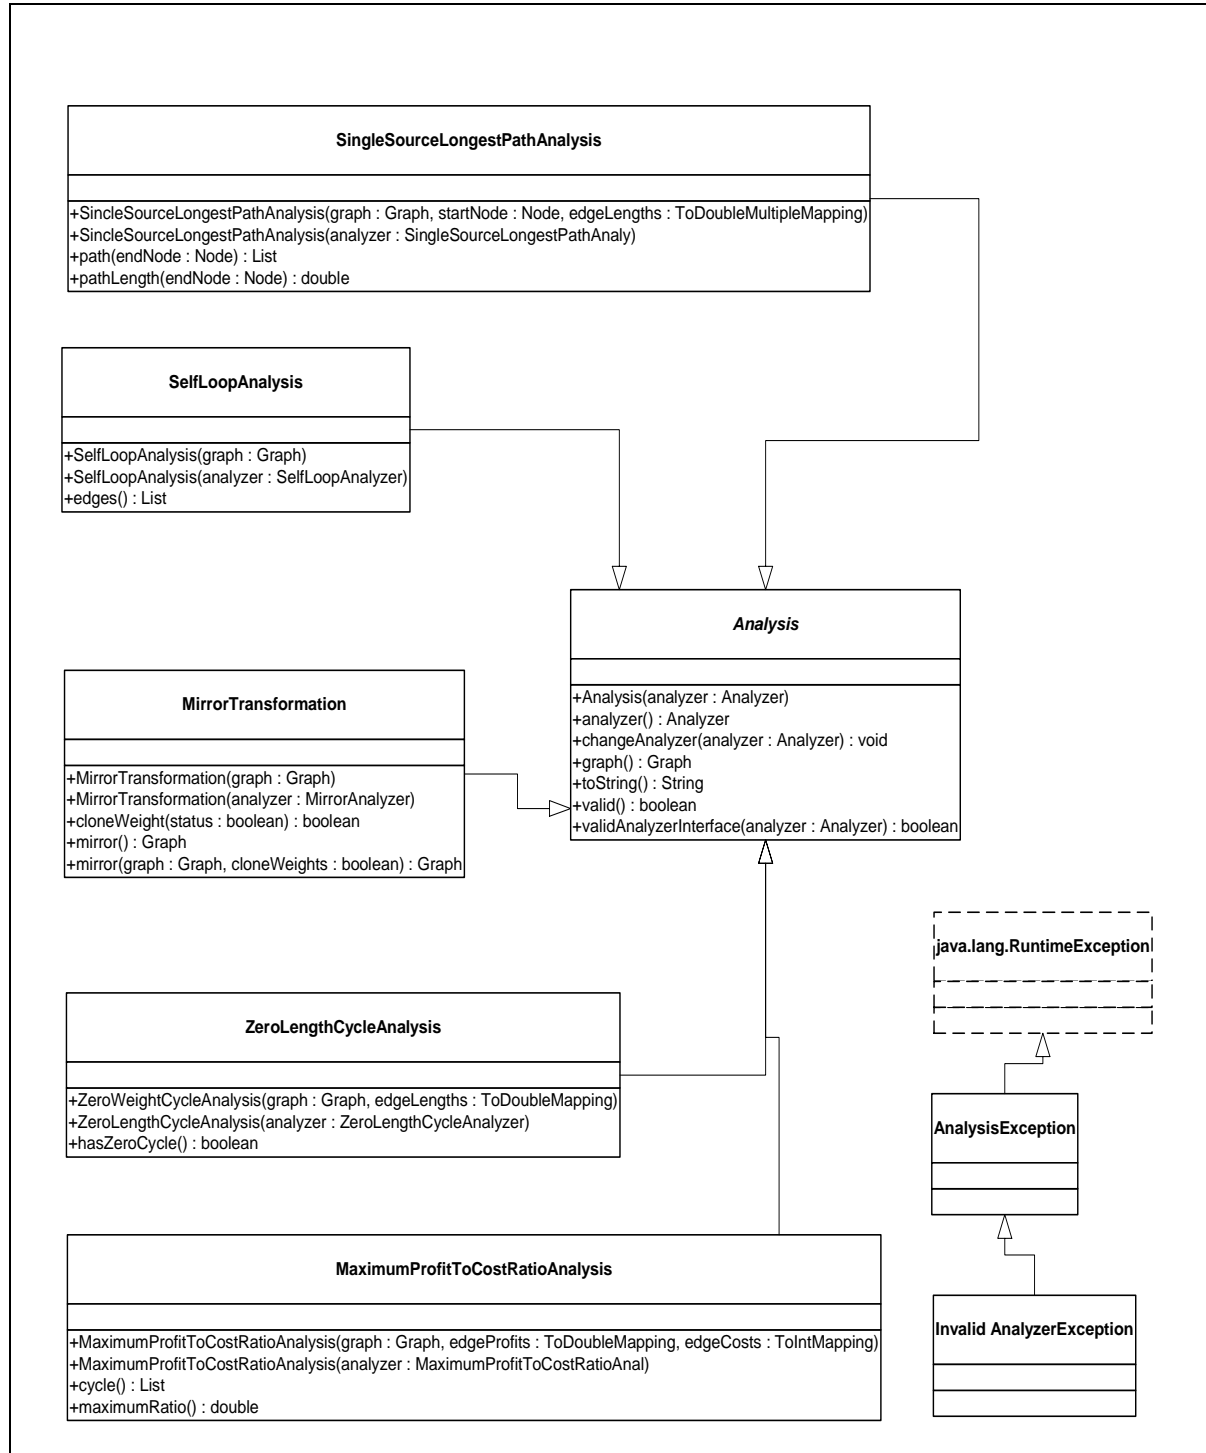 SingleSourceLongestPathAnalysis
+SincleSourceLongestPathAnalysis(graph : Graph, startNode : Node, edgeLengths : ToDoubleMultipleMapping)
+SincleSourceLongestPathAnalysis(analyzer : SingleSourceLongestPathAnaly)
+path(endNode : Node) : List
+pathLength(endNode : Node) : double
SelfLoopAnalysis
+SelfLoopAnalysis(graph : Graph)
+SelfLoopAnalysis(analyzer : SelfLoopAnalyzer)
+edges() : List
Analysis
+Analysis(analyzer : Analyzer)
+analyzer() : Analyzer
+changeAnalyzer(analyzer : Analyzer) : void
+graph() : Graph
+toString() : String
+valid() : boolean
+validAnalyzerInterface(analyzer : Analyzer) : boolean
MirrorTransformation
+MirrorTransformation(graph : Graph)
+MirrorTransformation(analyzer : MirrorAnalyzer)
+cloneWeight(status : boolean) : boolean
+mirror() : Graph
+mirror(graph : Graph, cloneWeights : boolean) : Graph
java.lang.RuntimeException
ZeroLengthCycleAnalysis
+ZeroWeightCycleAnalysis(graph : Graph, edgeLengths : ToDoubleMapping)
+ZeroLengthCycleAnalysis(analyzer : ZeroLengthCycleAnalyzer)
+hasZeroCycle() : boolean
AnalysisException
MaximumProfitToCostRatioAnalysis
+MaximumProfitToCostRatioAnalysis(graph : Graph, edgeProfits : ToDoubleMapping, edgeCosts : ToIntMapping)
+MaximumProfitToCostRatioAnalysis(analyzer : MaximumProfitToCostRatioAnal)
+cycle() : List
+maximumRatio() : double
Invalid AnalyzerException